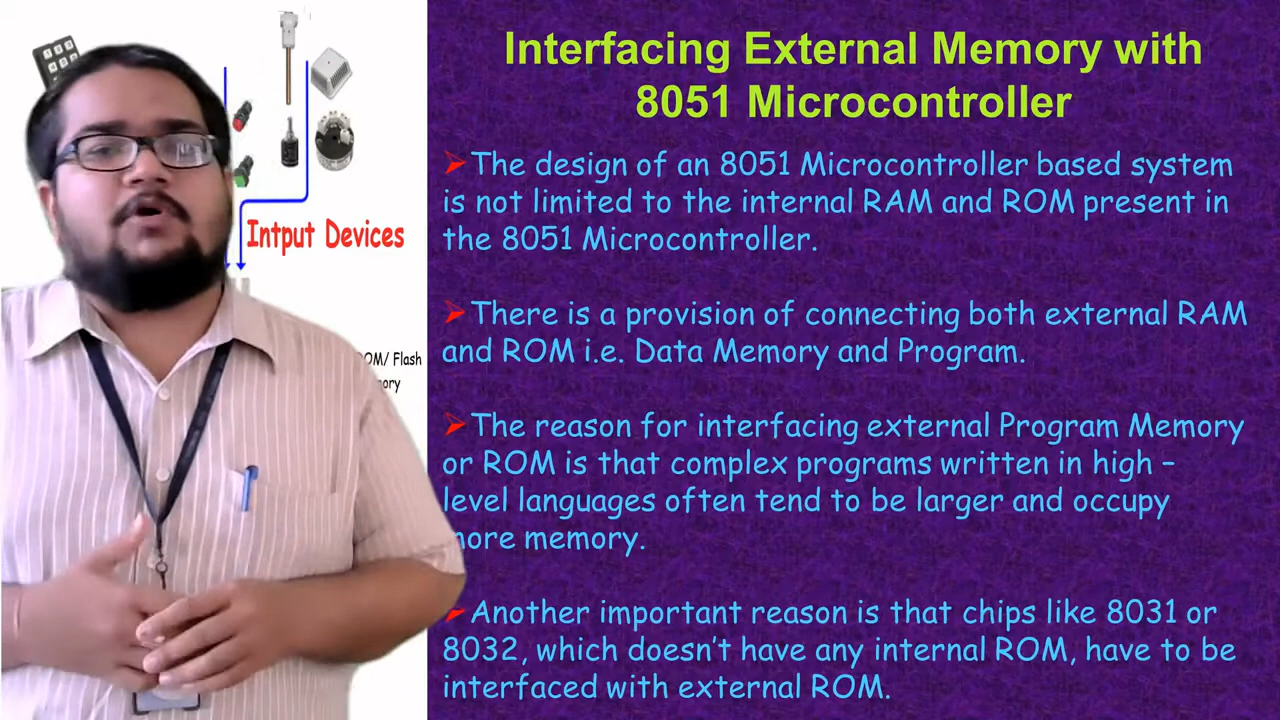 Interfacing External Memory with
8051 Microcontroller
➢The design of an 8051 Microcontroller based system
is not limited to the internal RAM and ROM present in
the 8051 Microcontroller.
➢There is a provision of connecting both external RAM
and ROM i.e. Data Memory and Program.
➢The reason for interfacing external Program Memory
or ROM is that complex programs written in high –
level languages often tend to be larger and occupy
more memory.
➢Another important reason is that chips like 8031 or
8032, which doesn't have any internal ROM, have to be
interfaced with external ROM.
Intput Devices
Flash